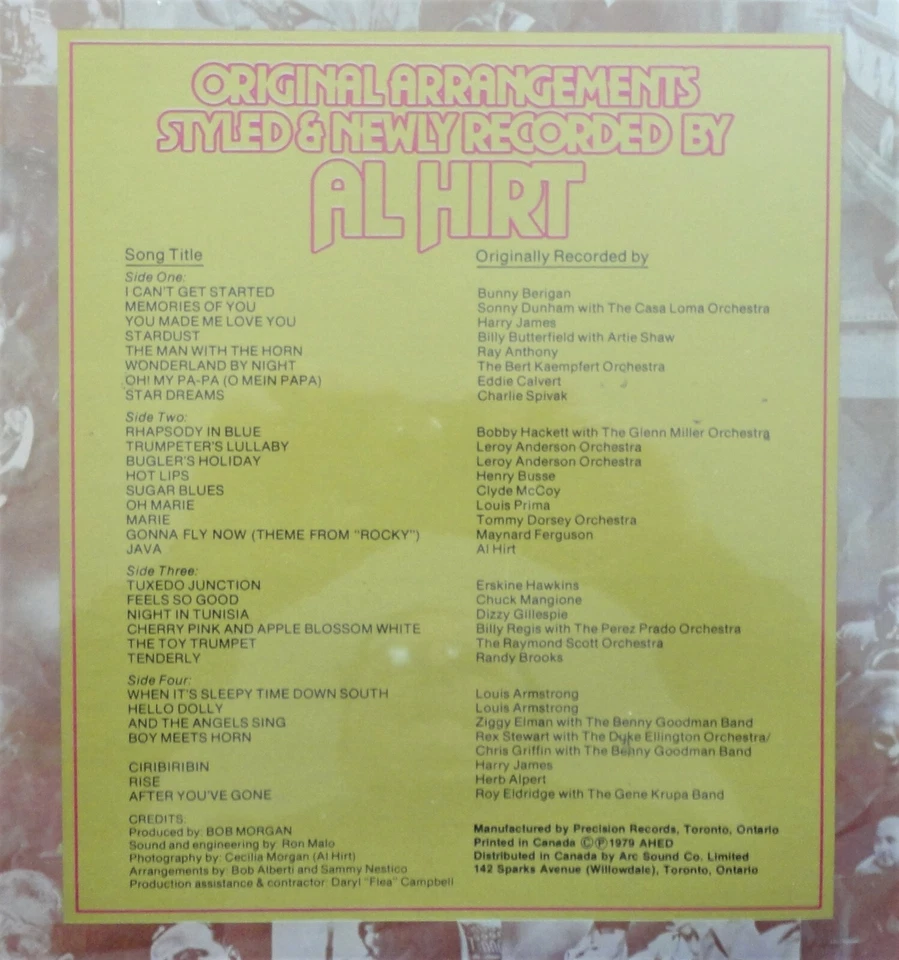 ORIGINAL ARRANGEMENTS
STYLED & NEWLY RECORDED BY
AL HIRT
Song Title Originally Recorded by
Side One:
I CAN'T GET STARTED Bunny Berigan
MEMORIES OF YOU Sonny Dunham with The Casa Loma Orchestra
YOU MADE ME LOVE YOU Harry James
STARDUST Billy Butterfield with Artie Shaw
THE MAN WITH THE HORN Ray Anthony
WONDERLAND BY NIGHT The Bert Kaempfert Orchestra
OH! MY PA-PA (O MEIN PAPA) Eddie Calvert
STAR DREAMS Charlie Spivak
Side Two:
RHAPSODY IN BLUE Bobby Hackett with The Glenn Miller Orchestra
TRUMPETER'S LULLABY Leroy Anderson Orchestra
BUGLER'S HOLIDAY Leroy Anderson Orchestra
HOT LIPS Henry Busse
SUGAR BLUES Clyde McCoy
OH MARIE Louis Prima
MARIE Tommy Dorsey Orchestra
GONNA FLY NOW (THEME FROM "ROCKY") Maynard Ferguson
JAVA Al Hirt
Side Three:
TUXEDO JUNCTION Erskine Hawkins
FEELS SO GOOD Chuck Mangione
NIGHT IN TUNISIA Dizzy Gillespie
CHERRY PINK AND APPLE BLOSSOM WHITE Billy Regis with The Perez Prado Orchestra
THE TOY TRUMPET The Raymond Scott Orchestra
TENDERLY Randy Brooks
Side Four:
WHEN IT'S SLEEPY TIME DOWN SOUTH Louis Armstrong
HELLO DOLLY Louis Armstrong
AND THE ANGELS SING Ziggy Elman with The Benny Goodman Band
BOY MEETS HORN Rex Stewart with The Duke Ellington Orchestra/
Chris Griffin with The Benny Goodman Band
CIRIBIRIBIN Harry James
RISE Herb Alpert
AFTER YOU'VE GONE Roy Eldridge with The Gene Krupa Band
CREDITS:
Produced by: BOB MORGAN
Sound and engineering by: Ron Malo
Photography by: Cecilia Morgan (Al Hirt)
Arrangements by: Bob Alberti and Sammy Nestico
Production assistance & contractor: Daryl "Flea" Campbell
Manufactured by Precision Records, Toronto, Ontario
Printed in Canada ©℗1979 AHED
Distributed in Canada by Arc Sound Co. Limited
142 Sparks Avenue (Willowdale), Toronto, Ontario